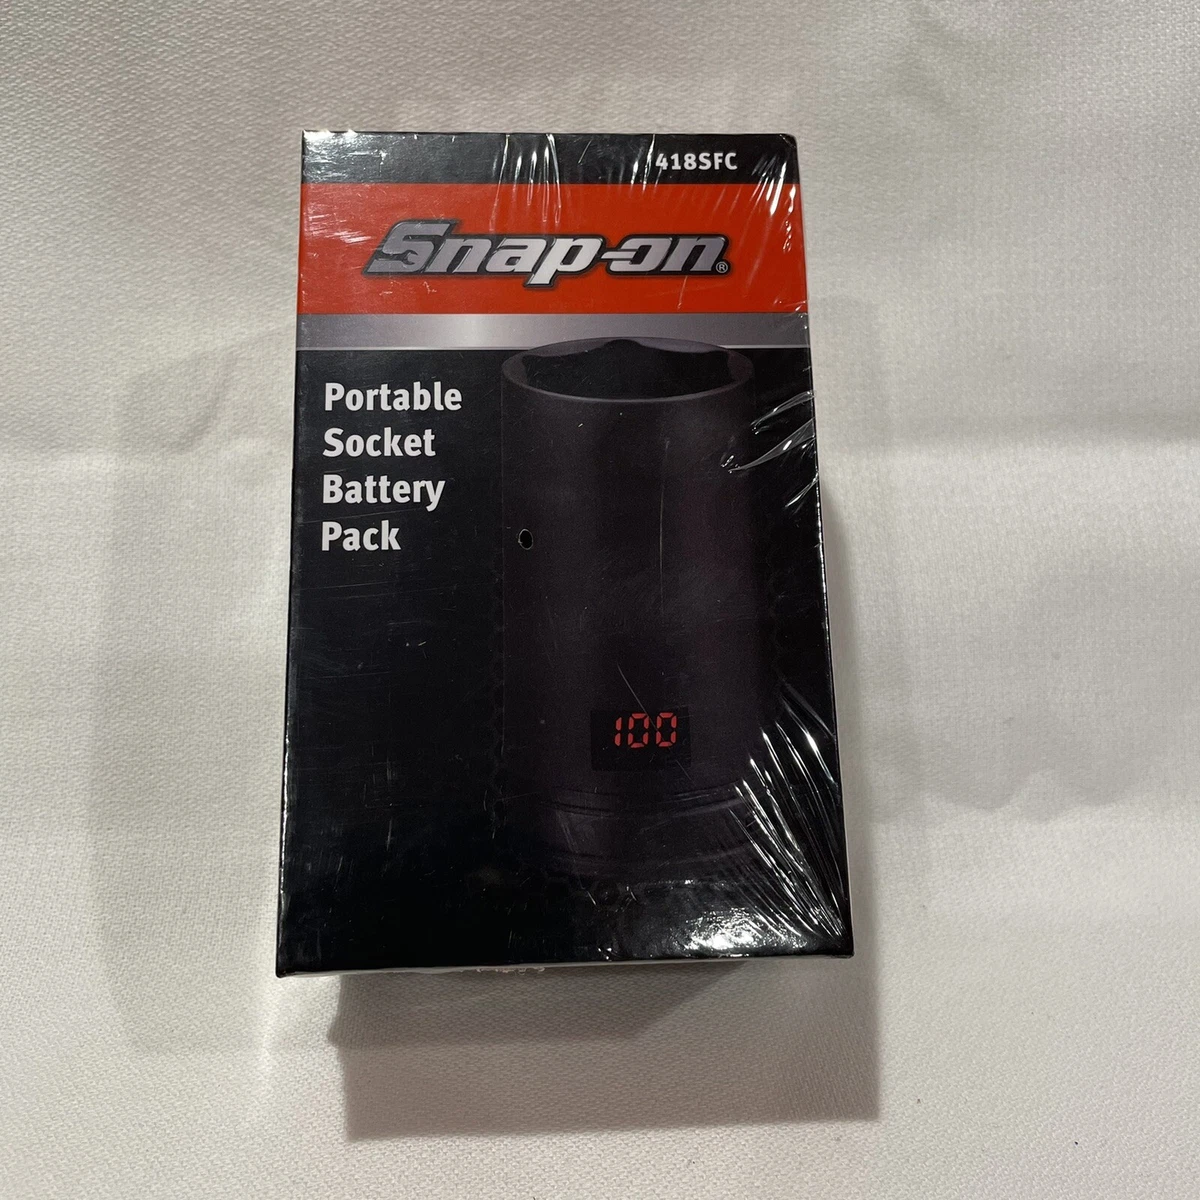 418SFC
Snap-on®
Portable
Socket
Battery
Pack
100